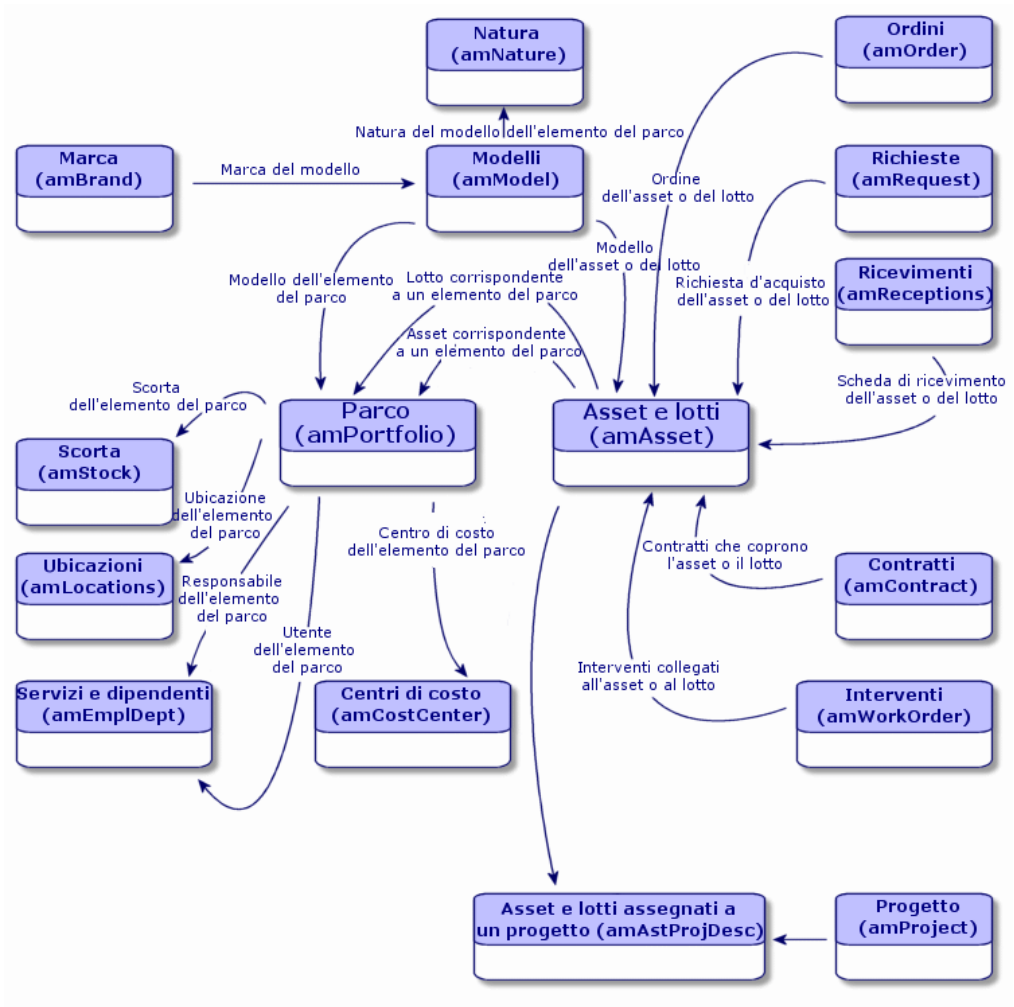 Natura
(amNature)
Ordini
(amOrder)
Natura del modello dell'elemento del parco
Marca
(amBrand)
Marca del modello
Modelli
(amModel)
Richieste
(amRequest)
Ordine
dell'asset o del lotto
Modello
dell'asset o del lotto
Modello dell'elemento
del parco
Lotto corrispondente
a un elemento del parco
Richiesta d'acquisto
dell'asset o del lotto
Ricevimenti
(amReceptions)
Asset corrispondente
a un elemento del parco
Scheda di ricevimento
dell'asset o del lotto
Scorta
dell'elemento del parco
Parco
(amPortfolio)
Asset e lotti
(amAsset)
Scorta
(amStock)
Ubicazione
dell'elemento
del parco
Centro di costo
dell'elemento del parco
Contratti che coprono
l'asset o il lotto
Ubicazioni
(amLocations)
Contratti
(amContract)
Responsabile
dell'elemento
del parco
Utente
dell'elemento
del parco
Interventi collegati
all'asset o al lotto
Servizi e dipendenti
(amEmplDept)
Centri di costo
(amCostCenter)
Interventi
(amWorkOrder)
Asset e lotti assegnati a
un progetto (amAstProjDesc)
Progetto
(amProject)